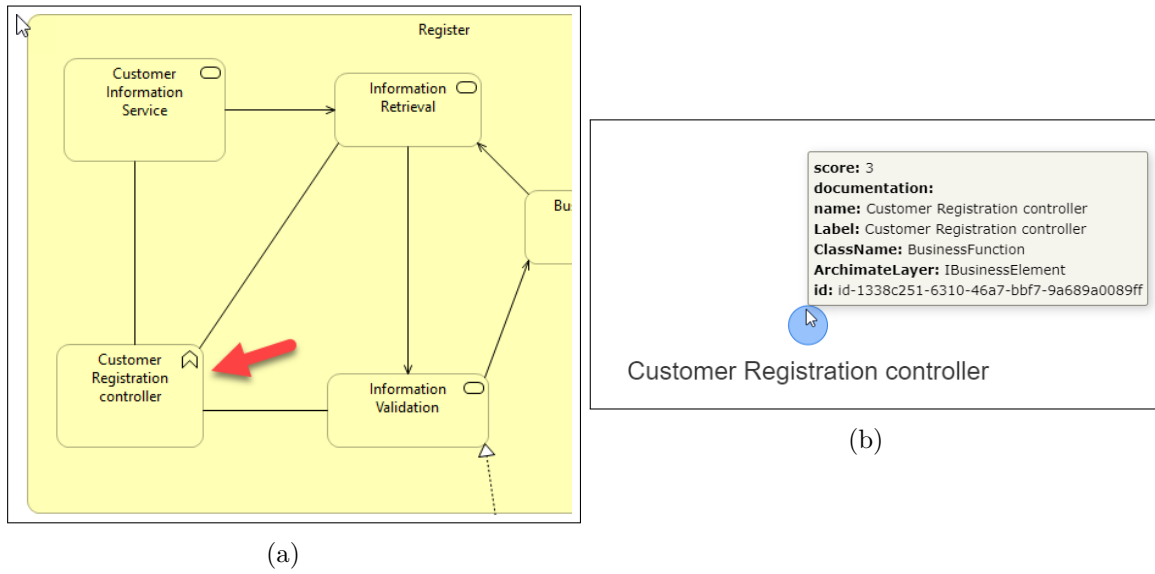 Register
Customer
Information
Service
Information
Retrieval
Bus
Customer
Registration
controller
Information
Validation
(a)
score: 3
documentation:
name: Customer Registration controller
Label: Customer Registration controller
ClassName: BusinessFunction
ArchimateLayer: IBusinessElement
id: id-1338c251-6310-46a7-bbf7-9a689a0089ff
Customer Registration controller
(b)